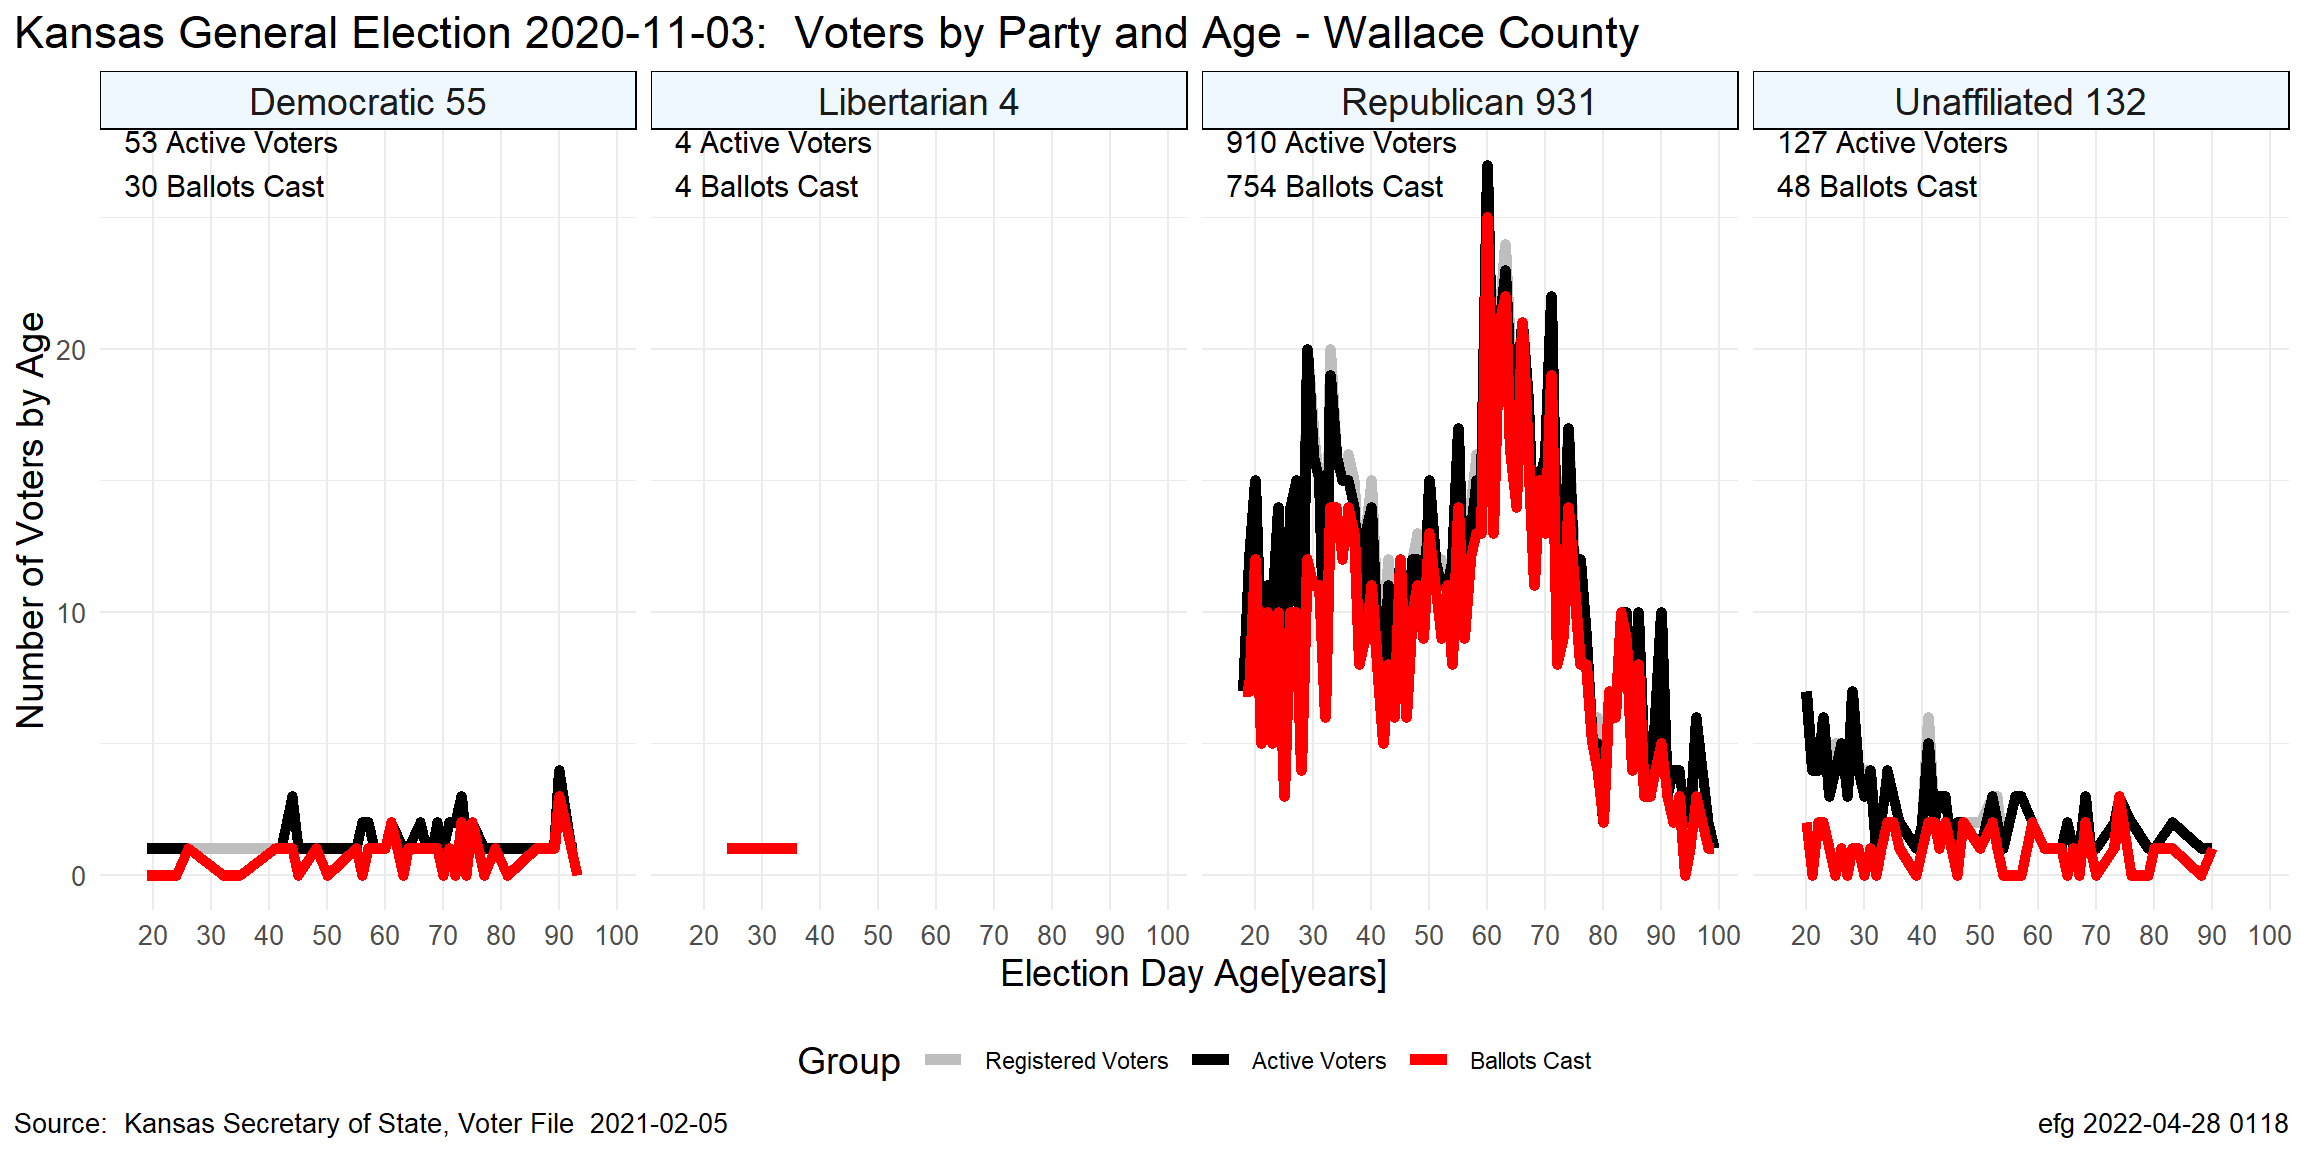 Kansas General Election 2020-11-03:  Voters by Party and Age - Wallace County
Democratic 55
Libertarian 4
Republican 931
Unaffiliated 132
53 Active Voters
30 Ballots Cast
4 Active Voters
4 Ballots Cast
910 Active Voters
754 Ballots Cast
127 Active Voters
48 Ballots Cast
Number of Voters by Age
20
10
0
20 30 40 50 60 70 80 90 100
20 30 40 50 60 70 80 90 100
20 30 40 50 60 70 80 90 100
20 30 40 50 60 70 80 90 100
Election Day Age[years]
Group Registered Voters Active Voters Ballots Cast
Source:  Kansas Secretary of State, Voter File  2021-02-05
efg 2022-04-28 0118